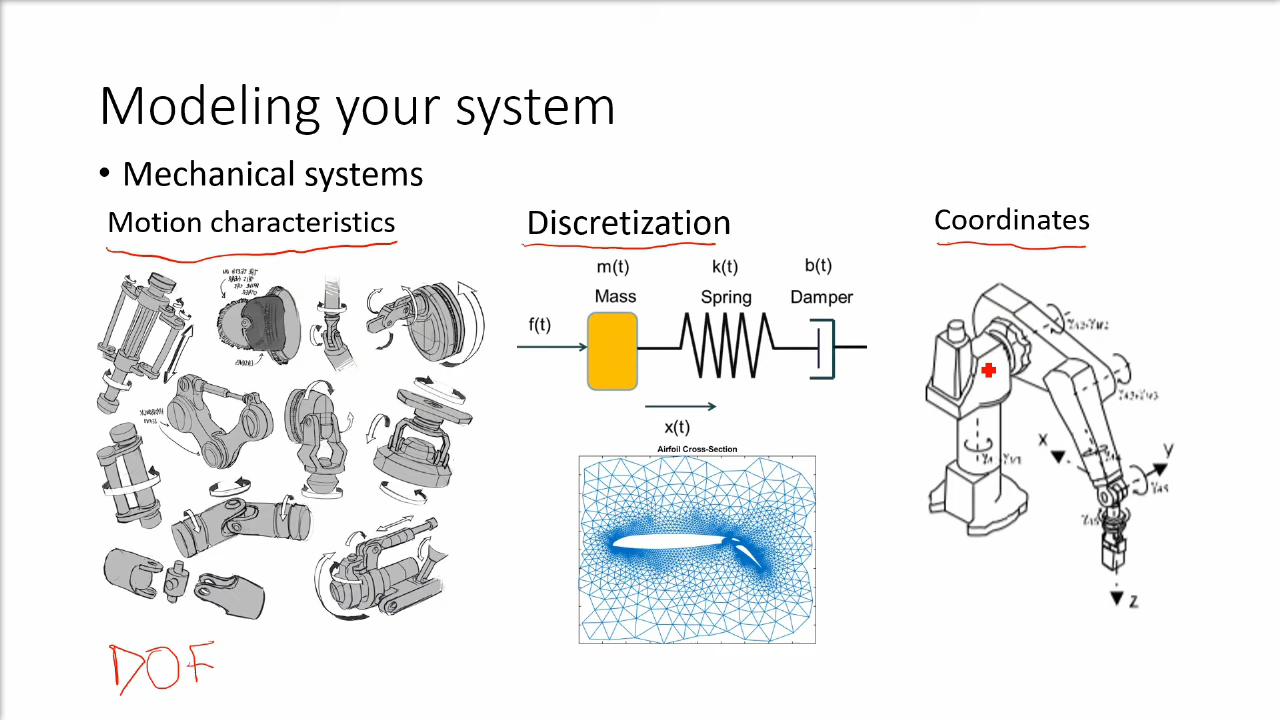 Modeling your system
• Mechanical systems
Motion characteristics
Discretization
m(t) k(t) b(t)
Mass Spring Damper
f(t)
x(t)
Airfoil Cross-Section
Coordinates
X
Y
Z
DOF